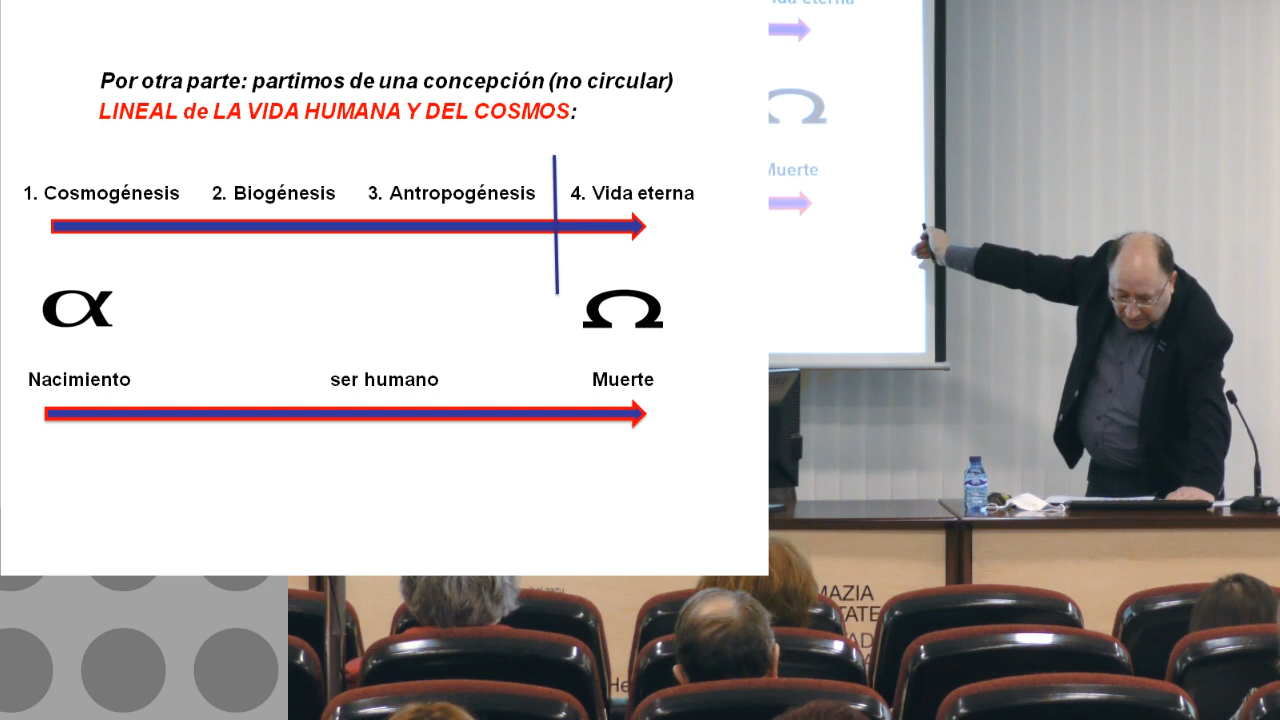 Por otra parte: partimos de una concepción (no circular)
LINEAL de LA VIDA HUMANA Y DEL COSMOS:
1. Cosmogénesis 2. Biogénesis 3. Antropogénesis 4. Vida eterna
α Ω
Nacimiento ser humano Muerte
eterna
Ω
Muerte
MAZIA
TATE